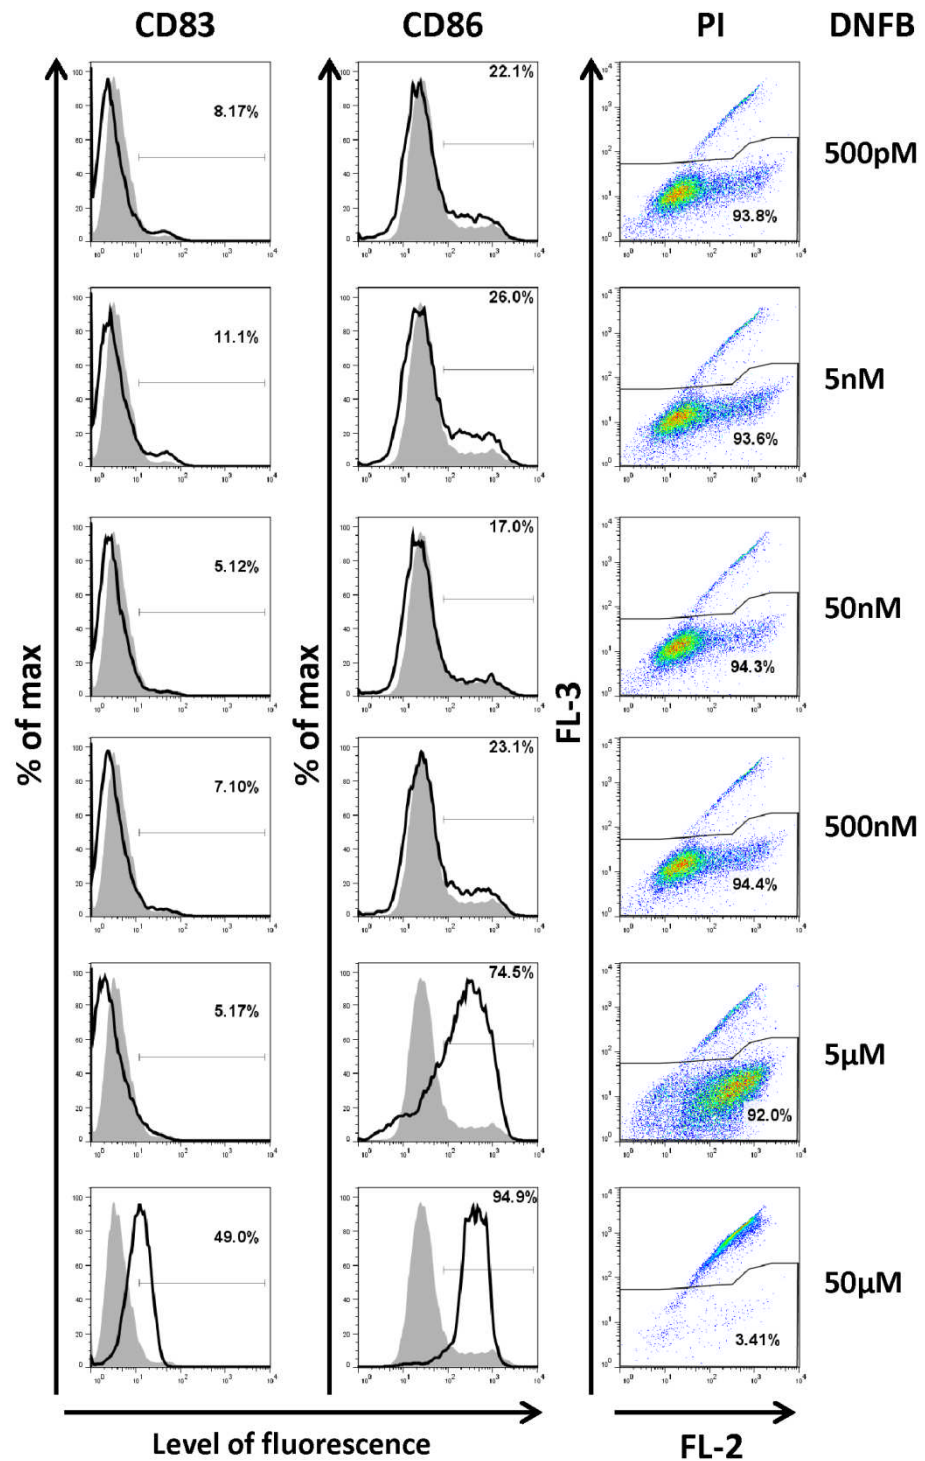 CD83 CD86 PI DNFB
8.17% 22.1% 93.8% 500pM
11.1% 26.0% 93.6% 5nM
5.12% 17.0% 94.3% 50nM
7.10% 23.1% 94.4% 500nM
5.17% 74.5% 92.0% 5µM
49.0% 94.9% 3.41% 50µM
% of max
% of max
FL-3
Level of fluorescence FL-2